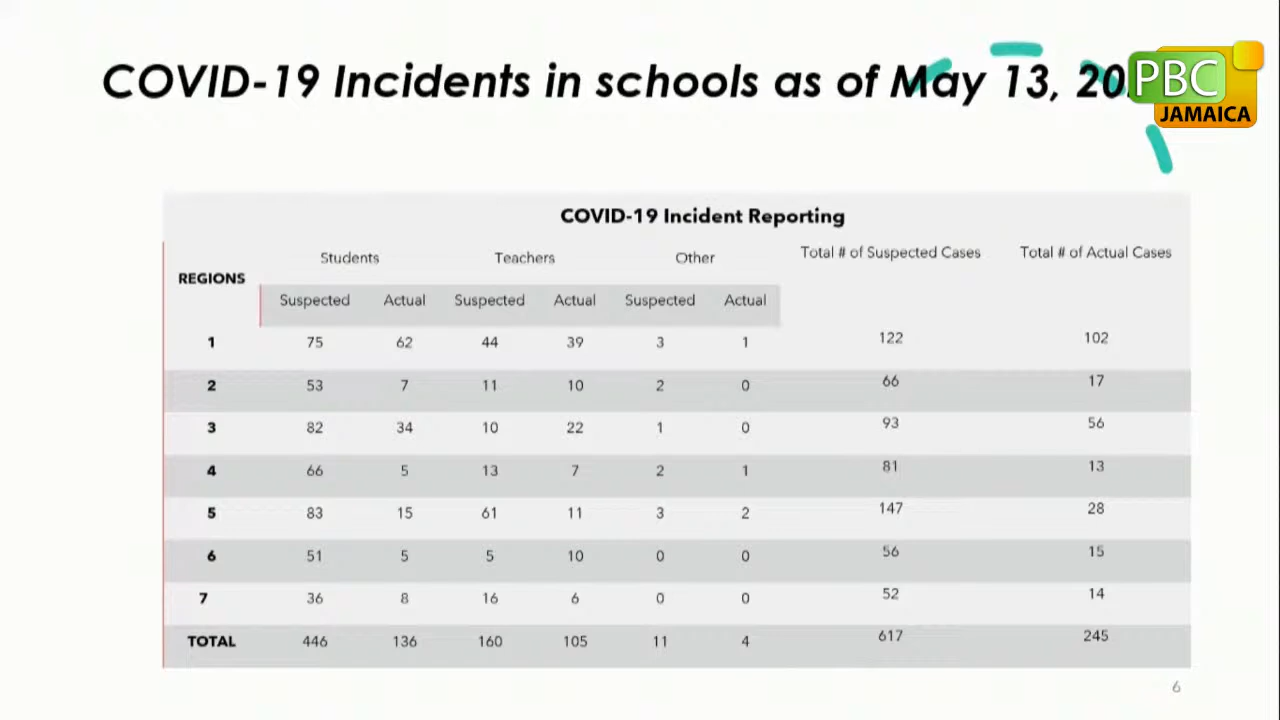 COVID-19 Incidents in schools as of May 13,
PBC
JAMAICA
COVID-19 Incident Reporting
REGIONS Students Teachers Other Total # of Suspected Cases Total # of Actual Cases
Suspected Actual Suspected Actual Suspected Actual
1 75 62 44 39 3 1 122 102
2 53 7 11 10 2 0 66 17
3 82 34 10 22 1 0 93 56
4 66 5 13 7 2 1 81 13
5 83 15 61 11 3 2 147 28
6 51 5 5 10 0 0 56 15
7 36 8 16 6 0 0 52 14
TOTAL 446 136 160 105 11 4 617 245
6